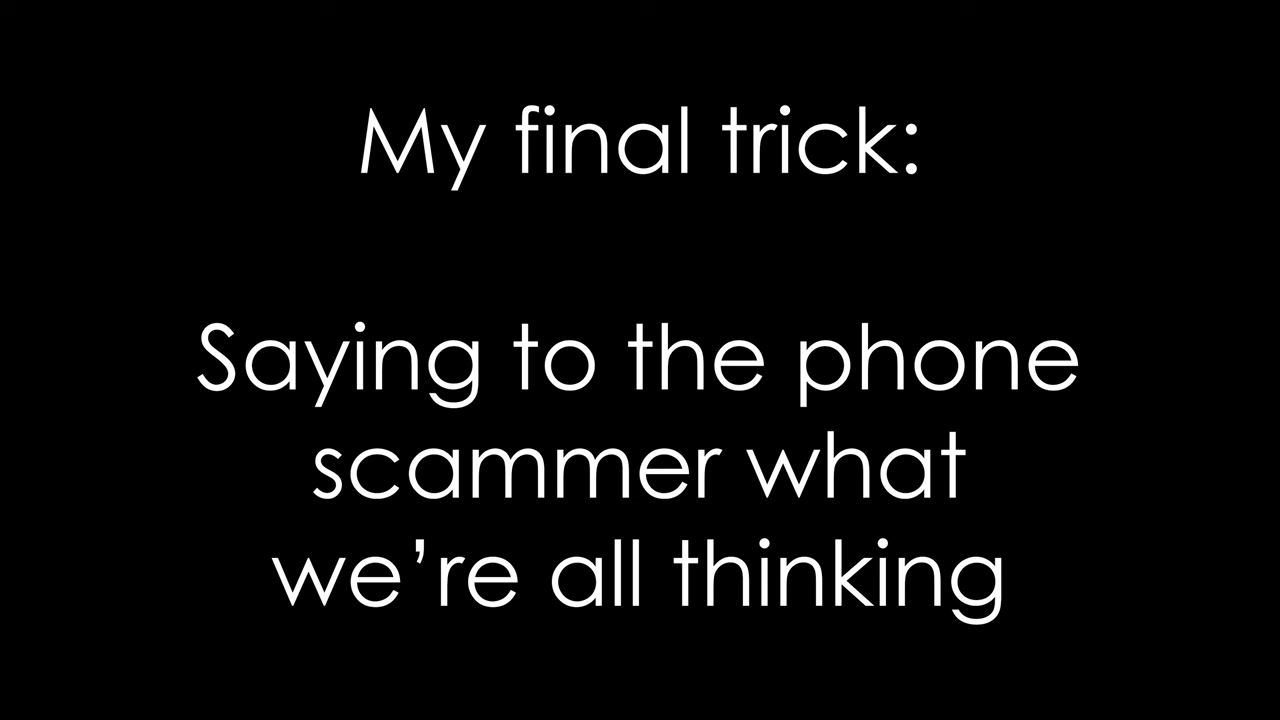 My final trick:
Saying to the phone
scammer what
we’re all thinking